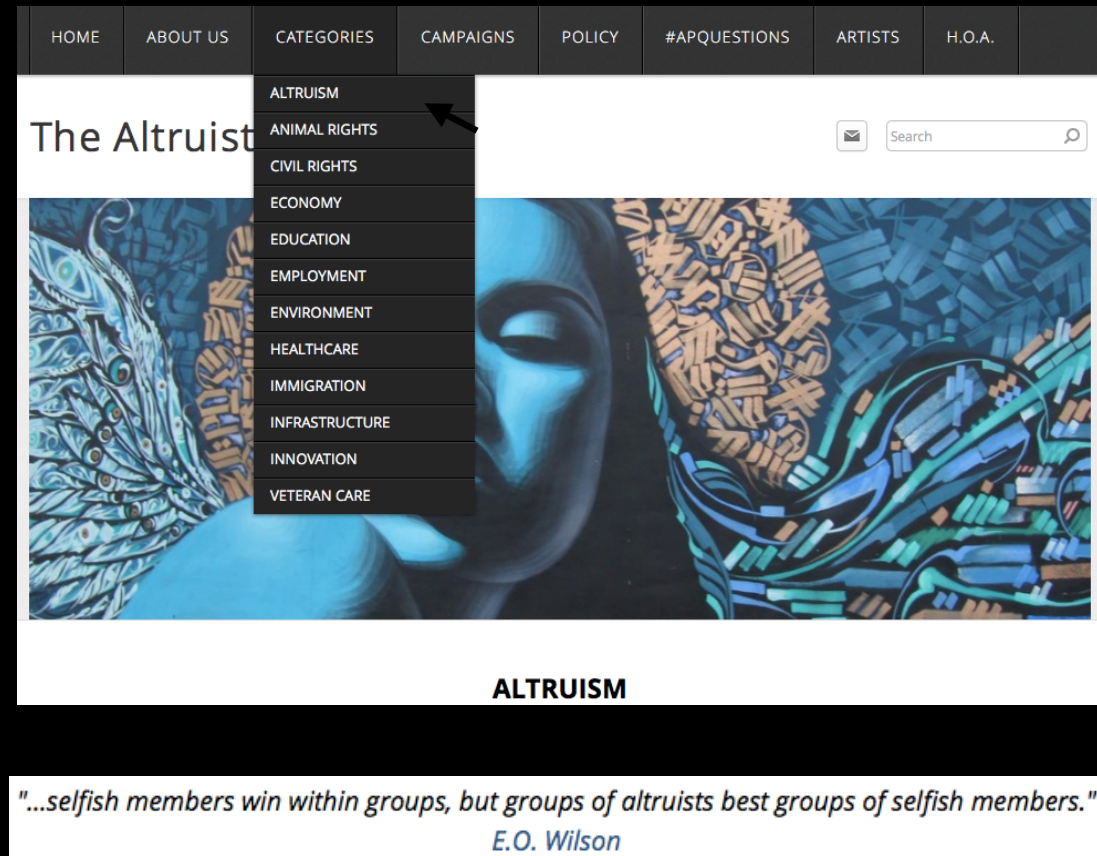 HOME ABOUT US CATEGORIES CAMPAIGNS POLICY #APQUESTIONS ARTISTS H.O.A.
The Altruist
Search
ALTRUISM
ANIMAL RIGHTS
CIVIL RIGHTS
ECONOMY
EDUCATION
EMPLOYMENT
ENVIRONMENT
HEALTHCARE
IMMIGRATION
INFRASTRUCTURE
INNOVATION
VETERAN CARE
ALTRUISM
"...selfish members win within groups, but groups of altruists best groups of selfish members."
E.O. Wilson